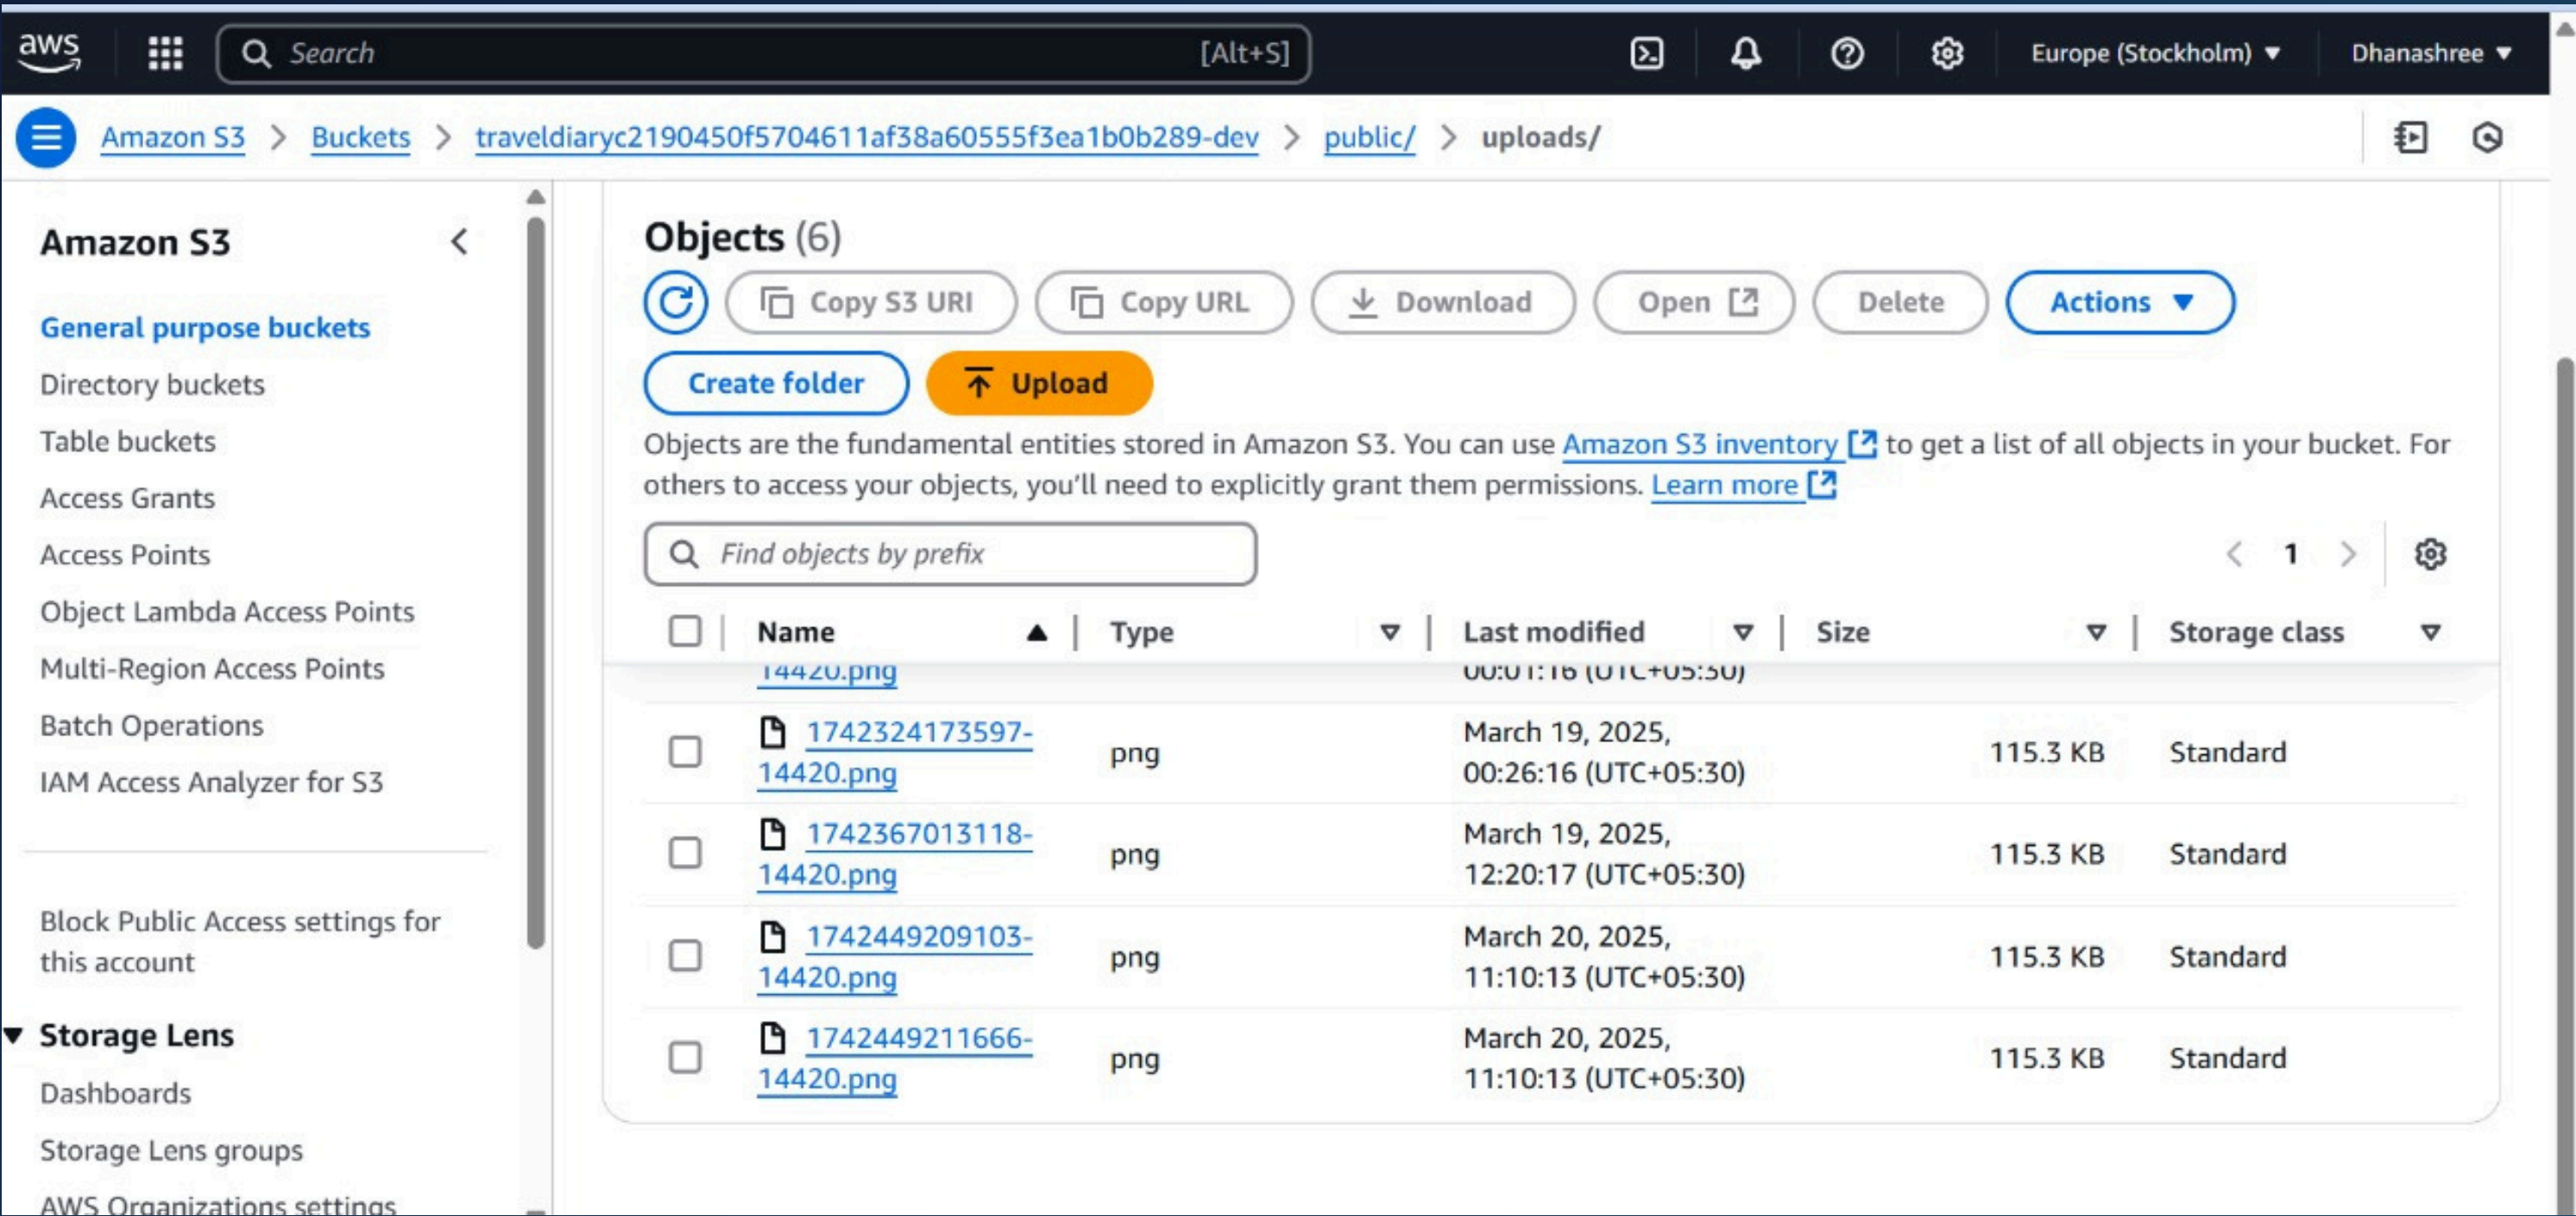 aws
Search [Alt+S]
Europe (Stockholm) Dhanashree
Amazon S3 > Buckets > traveldiaryc2190450f5704611af38a60555f3ea1b0b289-dev > public/ > uploads/
Amazon S3
General purpose buckets
Directory buckets
Table buckets
Access Grants
Access Points
Object Lambda Access Points
Multi-Region Access Points
Batch Operations
IAM Access Analyzer for S3
Block Public Access settings for
this account
Storage Lens
Dashboards
Storage Lens groups
AWS Organizations settings
Objects (6)
Copy S3 URI Copy URL Download Open Delete Actions
Create folder Upload
Objects are the fundamental entities stored in Amazon S3. You can use Amazon S3 inventory to get a list of all objects in your bucket. For
others to access your objects, you'll need to explicitly grant them permissions. Learn more
Find objects by prefix
1
Name Type Last modified Size Storage class
14420.png 00:01:16 (UTC+05:30)
1742324173597- March 19, 2025,
png 115.3 KB Standard
14420.png 00:26:16 (UTC+05:30)
1742367013118- March 19, 2025,
png 115.3 KB Standard
14420.png 12:20:17 (UTC+05:30)
1742449209103- March 20, 2025,
png 115.3 KB Standard
14420.png 11:10:13 (UTC+05:30)
1742449211666- March 20, 2025,
png 115.3 KB Standard
14420.png 11:10:13 (UTC+05:30)